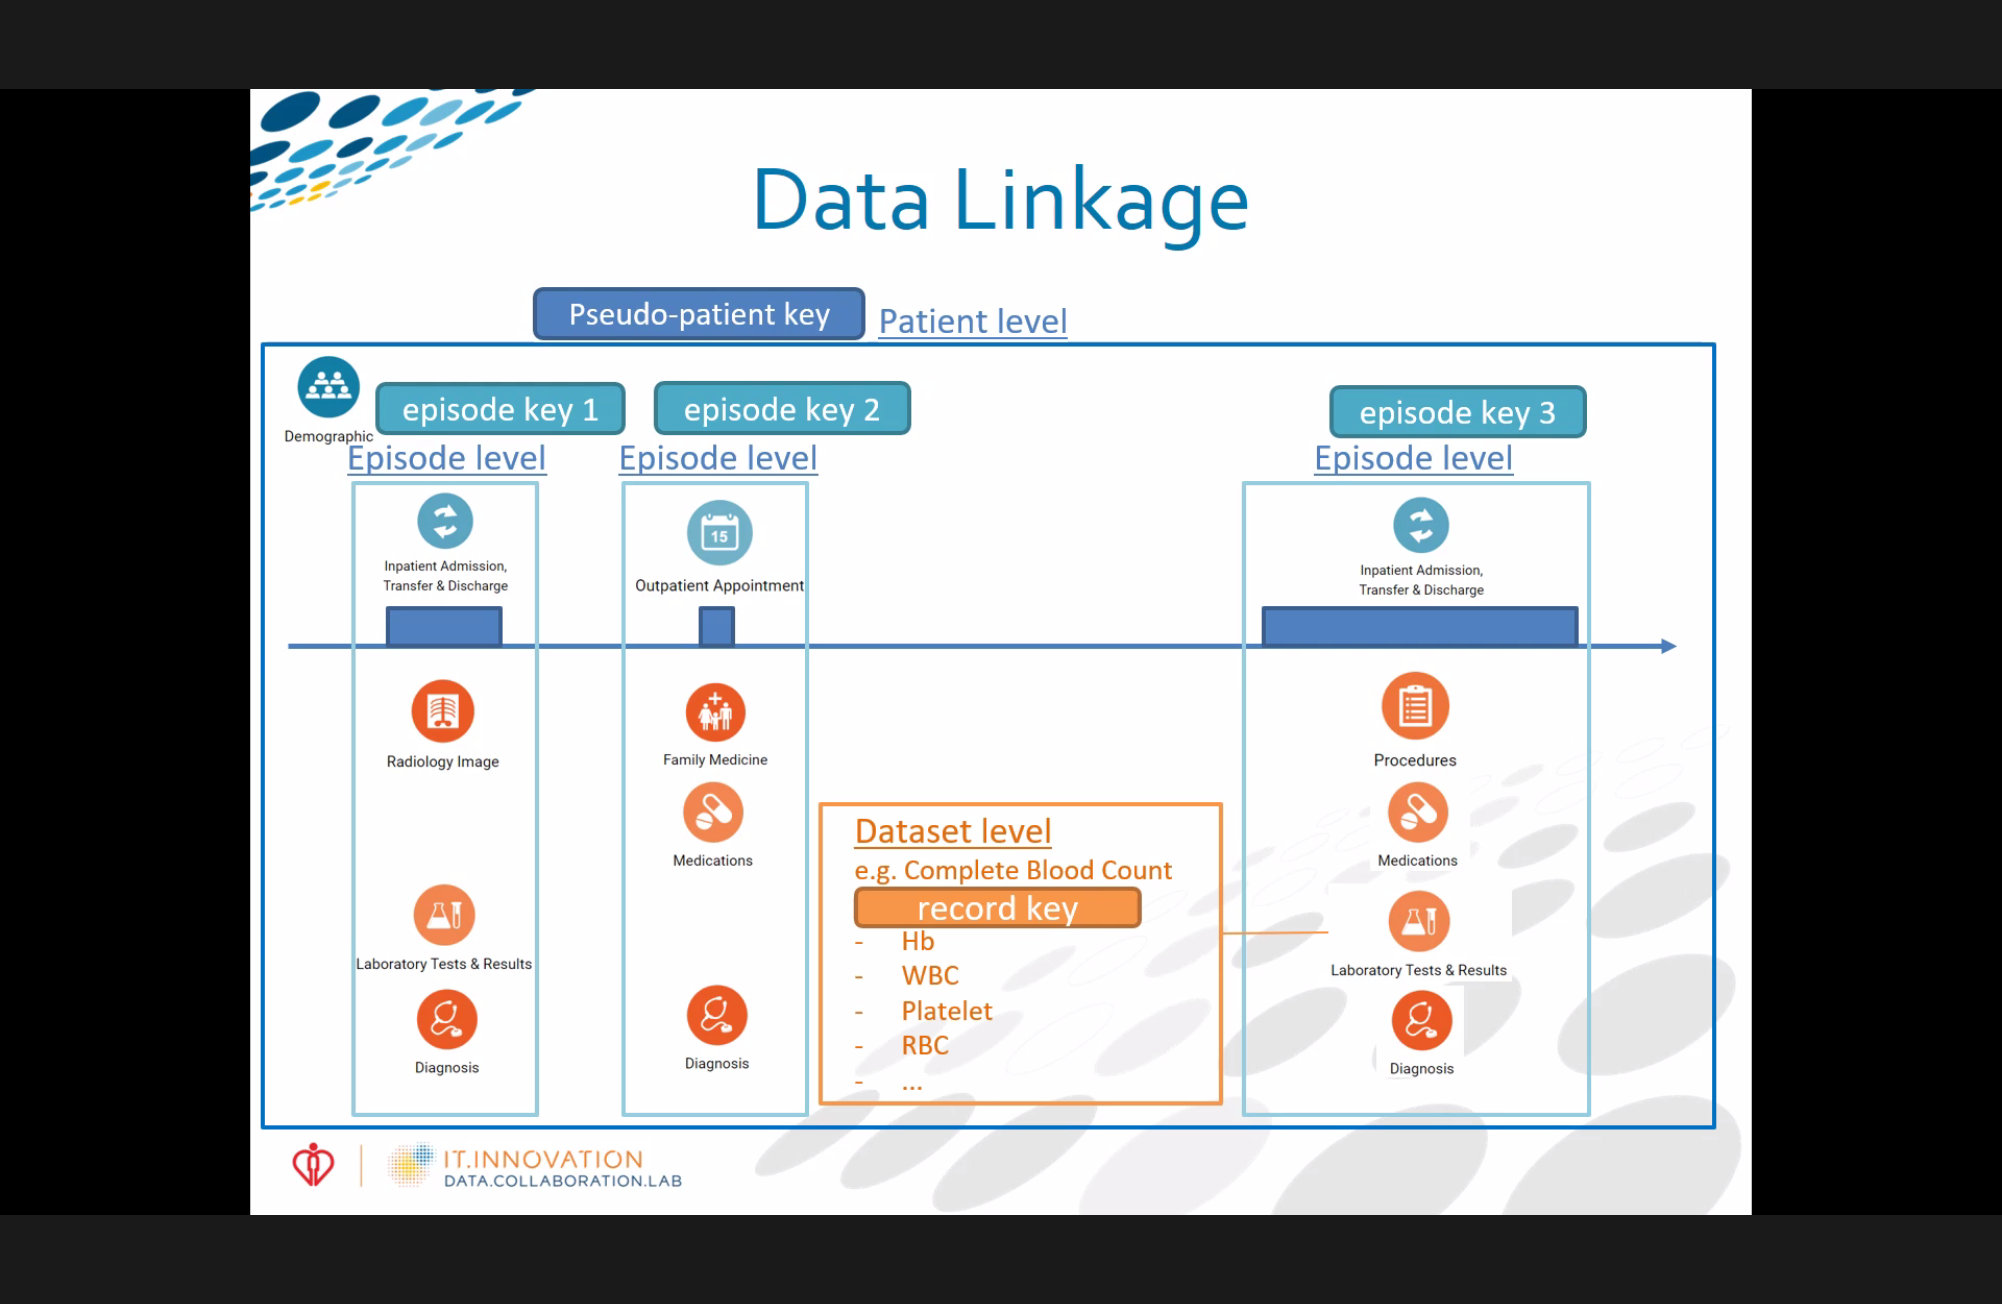 Data Linkage
Pseudo-patient key
Patient level
Demographic
episode key 1
episode key 2
episode key 3
Episode level
Episode level
Episode level
Inpatient Admission,
Transfer & Discharge
15
Outpatient Appointment
Inpatient Admission,
Transfer & Discharge
Radiology Image
Laboratory Tests & Results
Diagnosis
Family Medicine
Medications
Diagnosis
Dataset level
e.g. Complete Blood Count
record key
- Hb
- WBC
- Platelet
- RBC
- ...
Procedures
Medications
Laboratory Tests & Results
Diagnosis
IT.INNOVATION
DATA.COLLABORATION.LAB